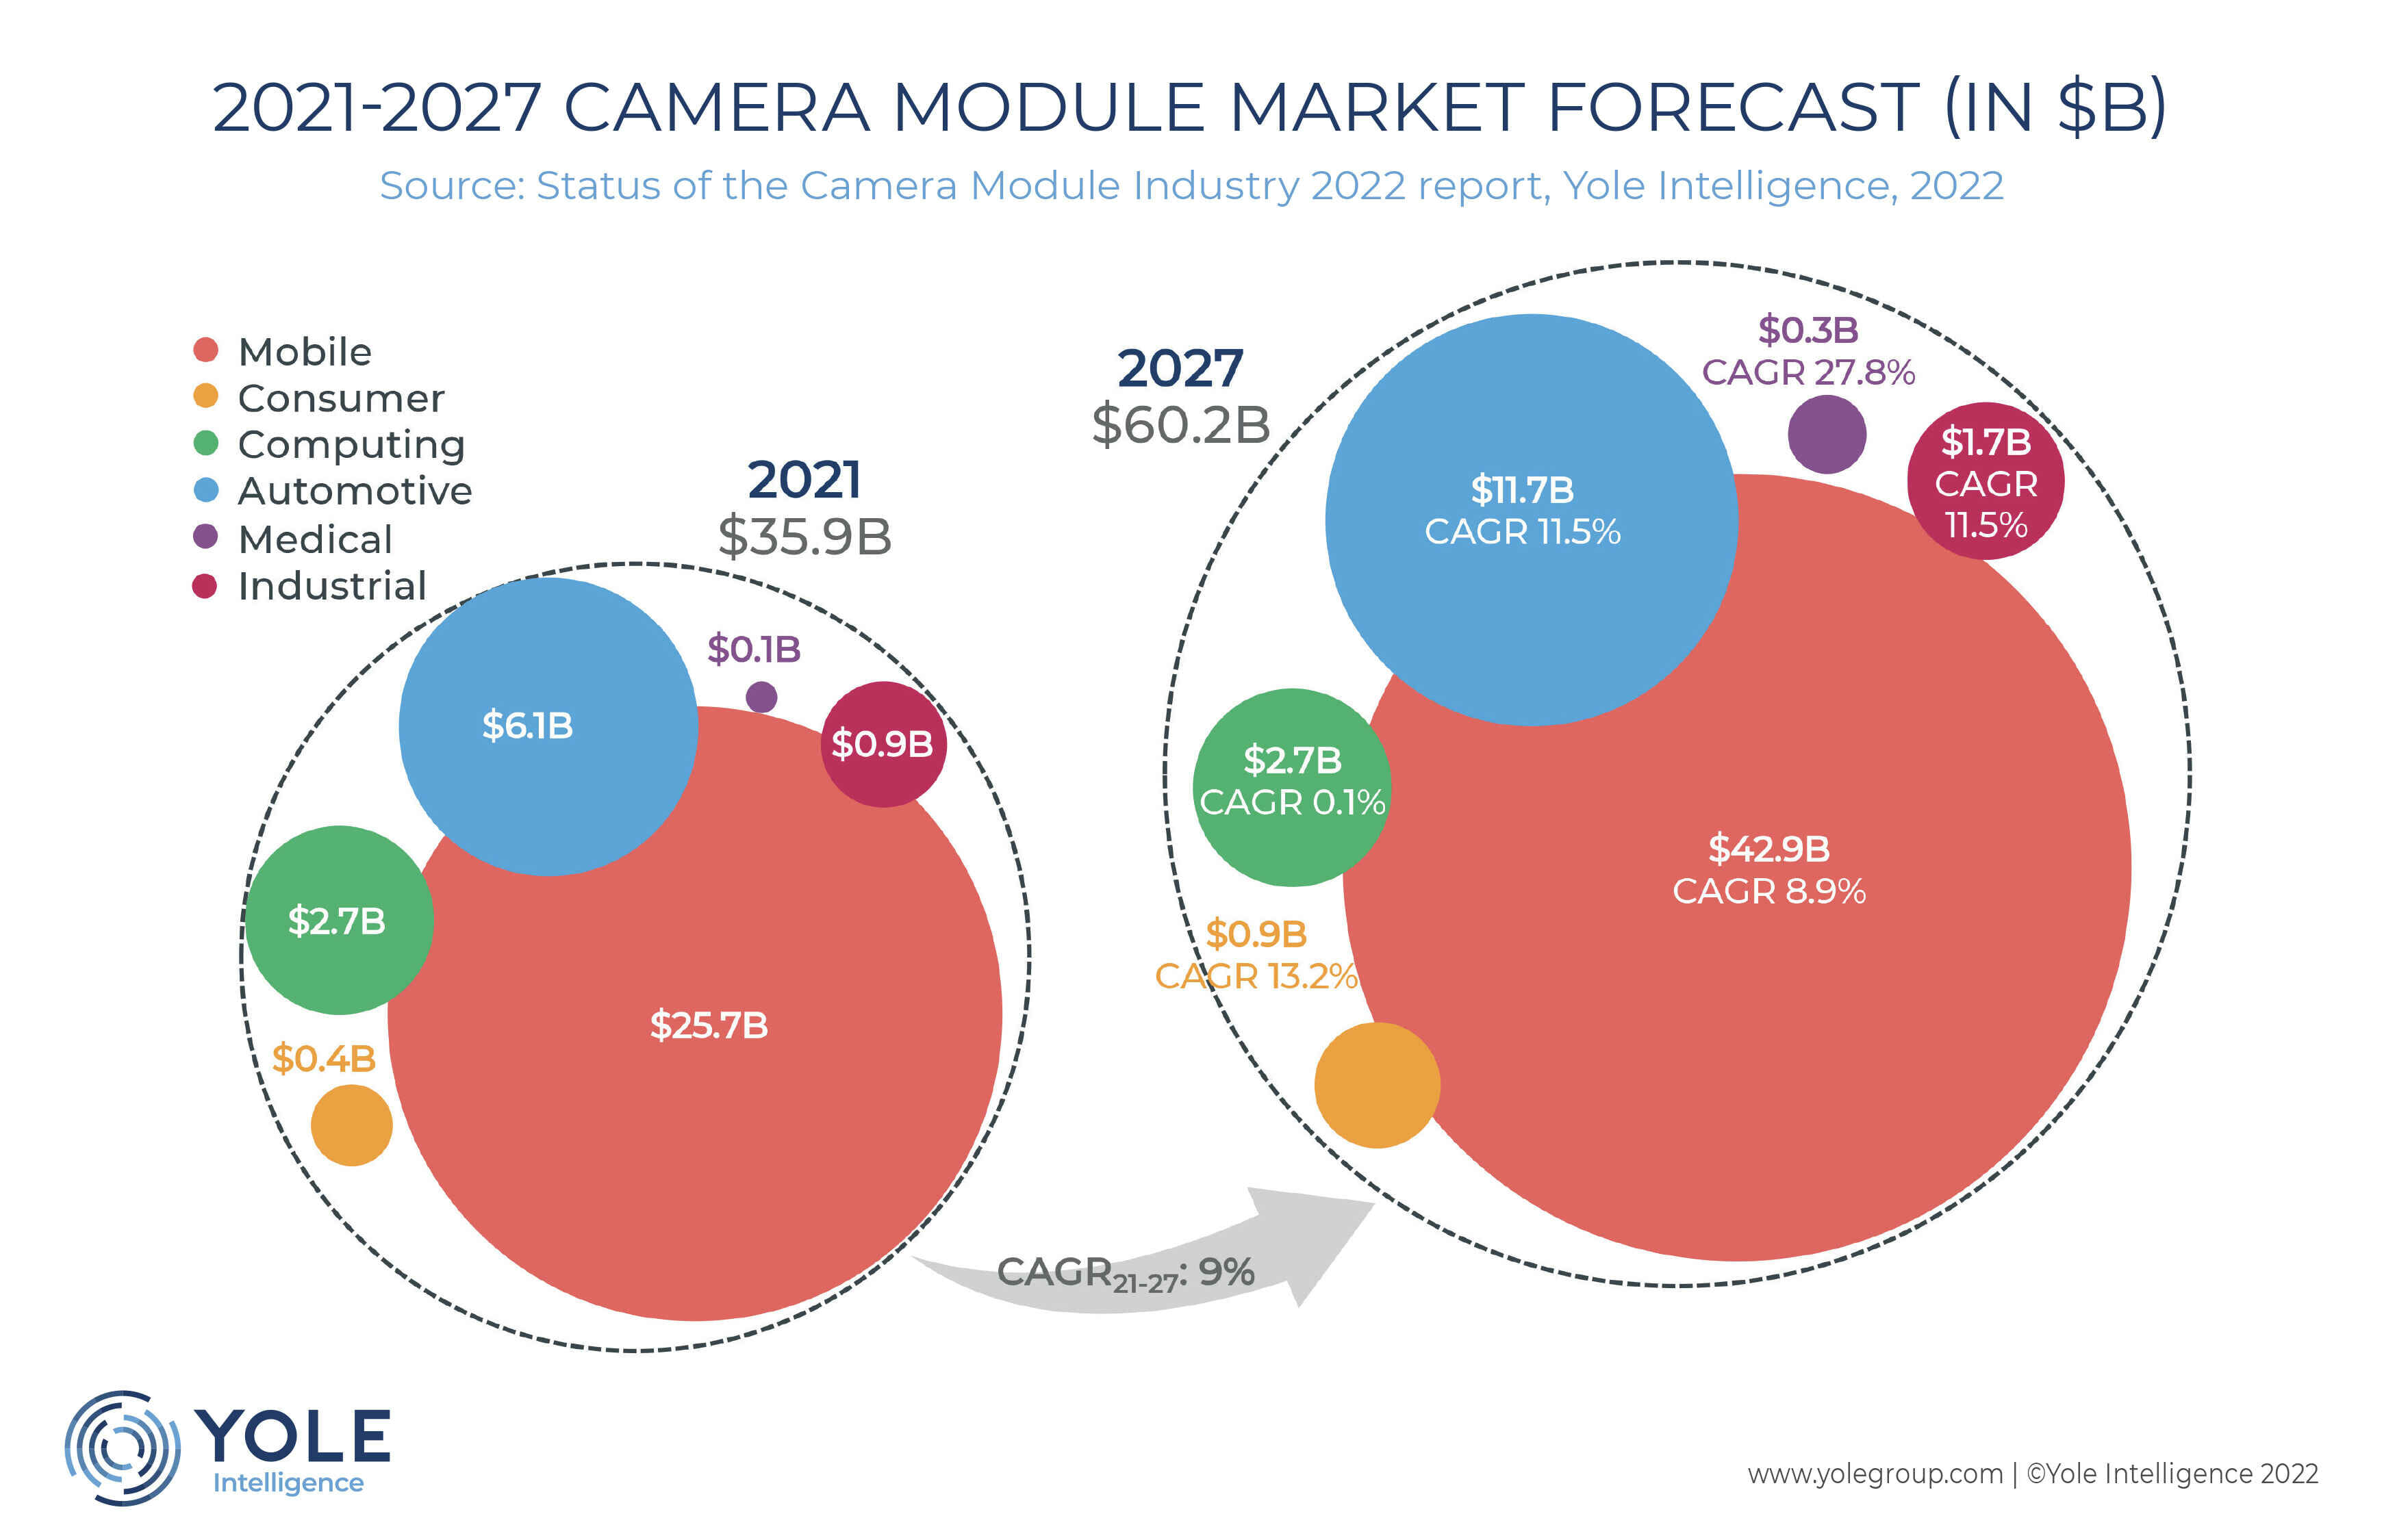 2021-2027 CAMERA MODULE MARKET FORECAST (IN $B)
Source: Status of the Camera Module Industry 2022 report, Yole Intelligence, 2022
Mobile
Consumer
Computing
Automotive
Medical
Industrial
2021
$35.9B
$6.1B
$0.1B
$0.9B
$2.7B
$0.4B
$25.7B
2027
$60.2B
$11.7B
CAGR 11.5%
$0.3B
CAGR 27.8%
$1.7B
CAGR
11.5%
$2.7B
CAGR 0.1%
$0.9B
CAGR 13.2%
$42.9B
CAGR 8.9%
CAGR21-27: 9%
YOLE
Intelligence
www.yolegroup.com | ©Yole Intelligence 2022